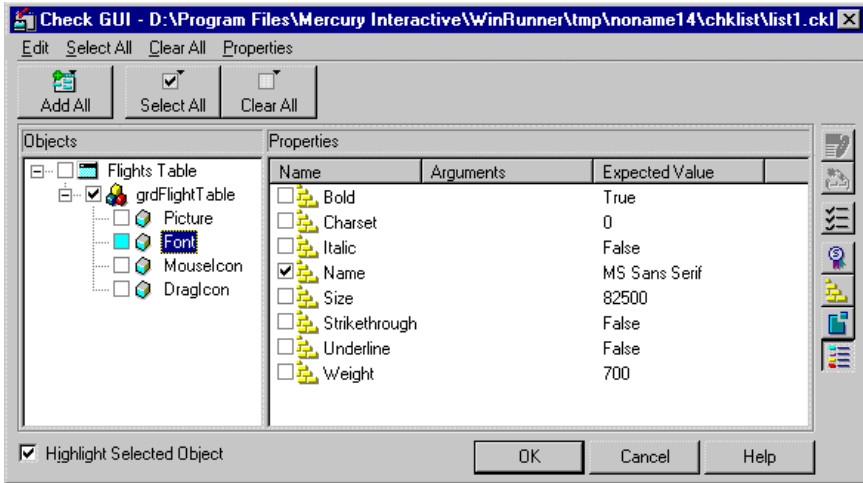 Check GUI - D:\Program Files\Mercury Interactive\WinRunner\tmp\noname14\chklist\list1.ckl
Edit Select All Clear All Properties
Add All Select All Clear All
Objects Properties
Flights Table
grdFlightTable
Picture
Font
MouseIcon
DragIcon
Name Arguments Expected Value
Bold True
Charset 0
Italic False
Name MS Sans Serif
Size 82500
Strikethrough False
Underline False
Weight 700
Highlight Selected Object
OK Cancel Help